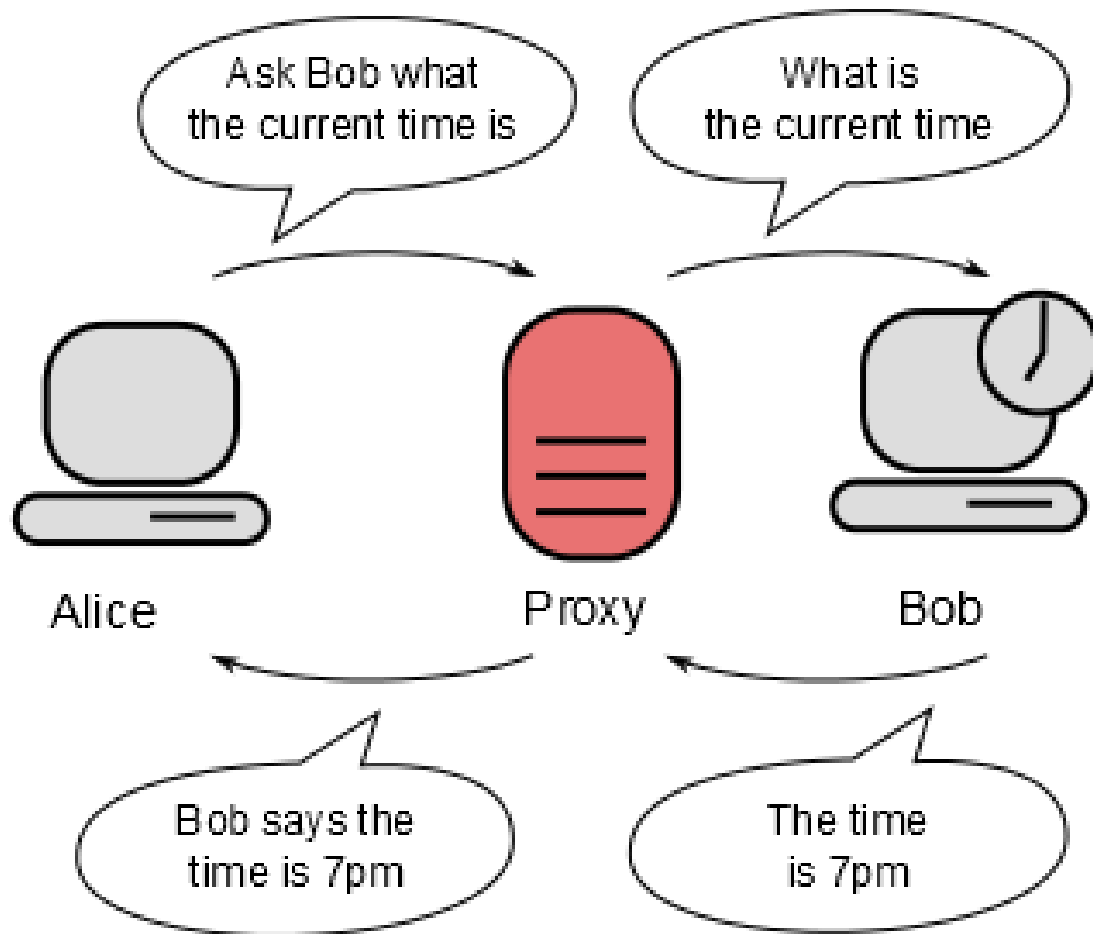 Ask Bob what
the current time is
What is
the current time
Alice
Proxy
Bob
Bob says the
time is 7pm
The time
is 7pm